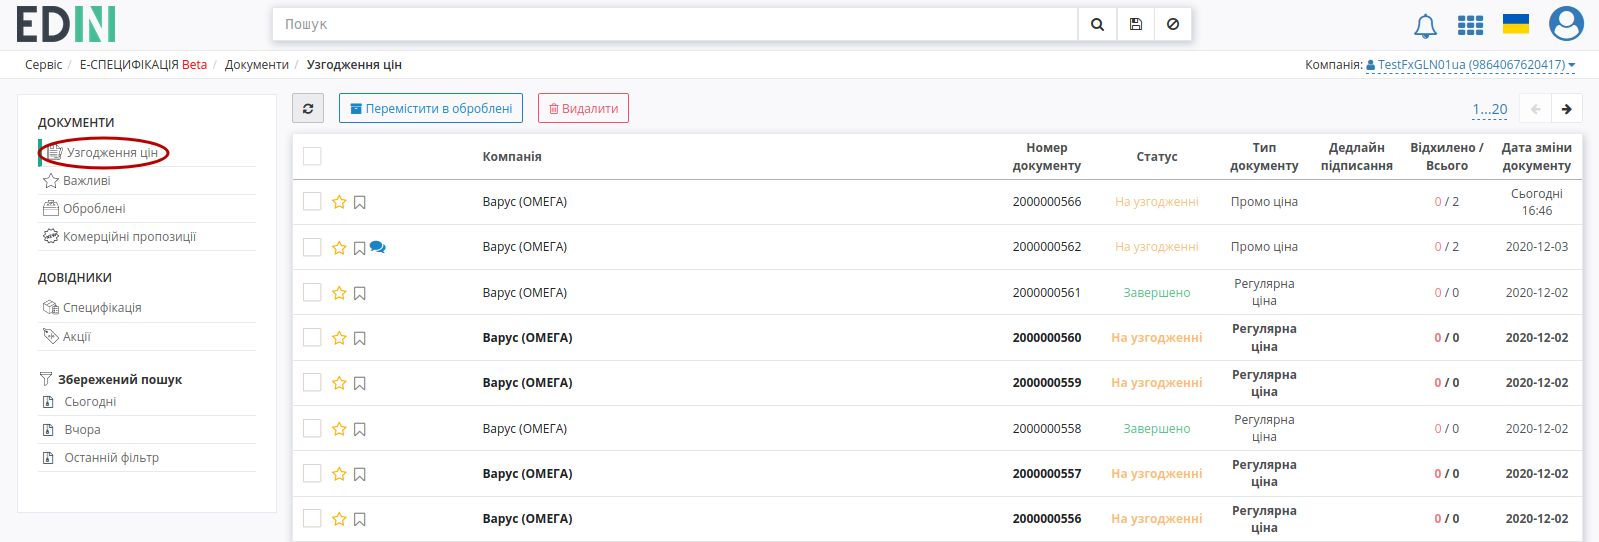 EDIN
Пошук
Сервіс / Е-СПЕЦИФІКАЦІЯ Beta / Документи / Узгодження цін
Компанія: TestFxGLN01ua (9864067620417)
ДОКУМЕНТИ
Узгодження цін
Важливі
Оброблені
Комерційні пропозиції
ДОВІДНИКИ
Специфікація
Акції
Збережений пошук
Сьогодні
Вчора
Останній фільтр
Перемістити в оброблені
Видалити
1...20
Компанія
Номер документу
Статус
Тип документу
Дедлайн підписання
Відхилено / Всього
Дата зміни документу
Варус (ОМЕГА) 2000000566 На узгодженні Промо ціна 0 / 2 Сьогодні 16:46
Варус (ОМЕГА) 2000000562 На узгодженні Промо ціна 0 / 2 2020-12-03
Варус (ОМЕГА) 2000000561 Завершено Регулярна ціна 0 / 0 2020-12-02
Варус (ОМЕГА) 2000000560 На узгодженні Регулярна ціна 0 / 0 2020-12-02
Варус (ОМЕГА) 2000000559 На узгодженні Регулярна ціна 0 / 0 2020-12-02
Варус (ОМЕГА) 2000000558 Завершено Регулярна ціна 0 / 0 2020-12-02
Варус (ОМЕГА) 2000000557 На узгодженні Регулярна ціна 0 / 0 2020-12-02
Варус (ОМЕГА) 2000000556 На узгодженні Регулярна ціна 0 / 0 2020-12-02